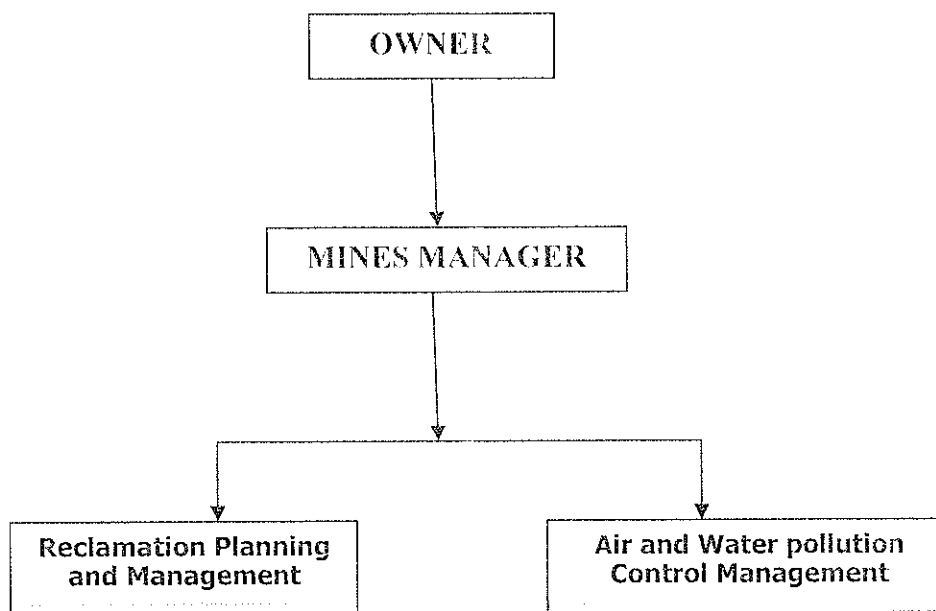 OWNER
MINES MANAGER
Reclamation Planning
and Management
Air and Water pollution
Control Management